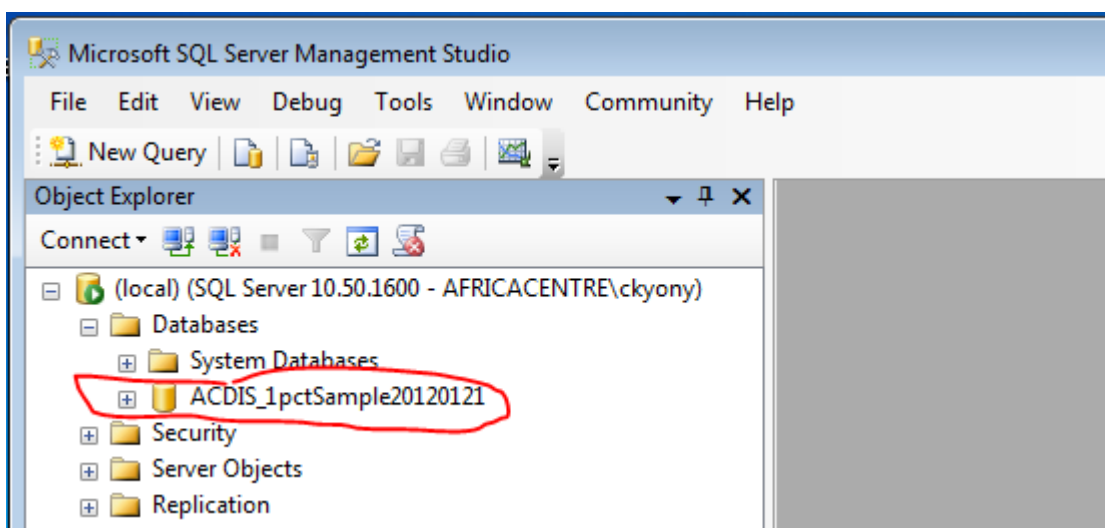 Microsoft SQL Server Management Studio
File Edit View Debug Tools Window Community Help
New Query
Object Explorer
Connect
(local) (SQL Server 10.50.1600 - AFRICACENTRE\ckyony)
Databases
System Databases
ACDIS_1pctSample20120121
Security
Server Objects
Replication